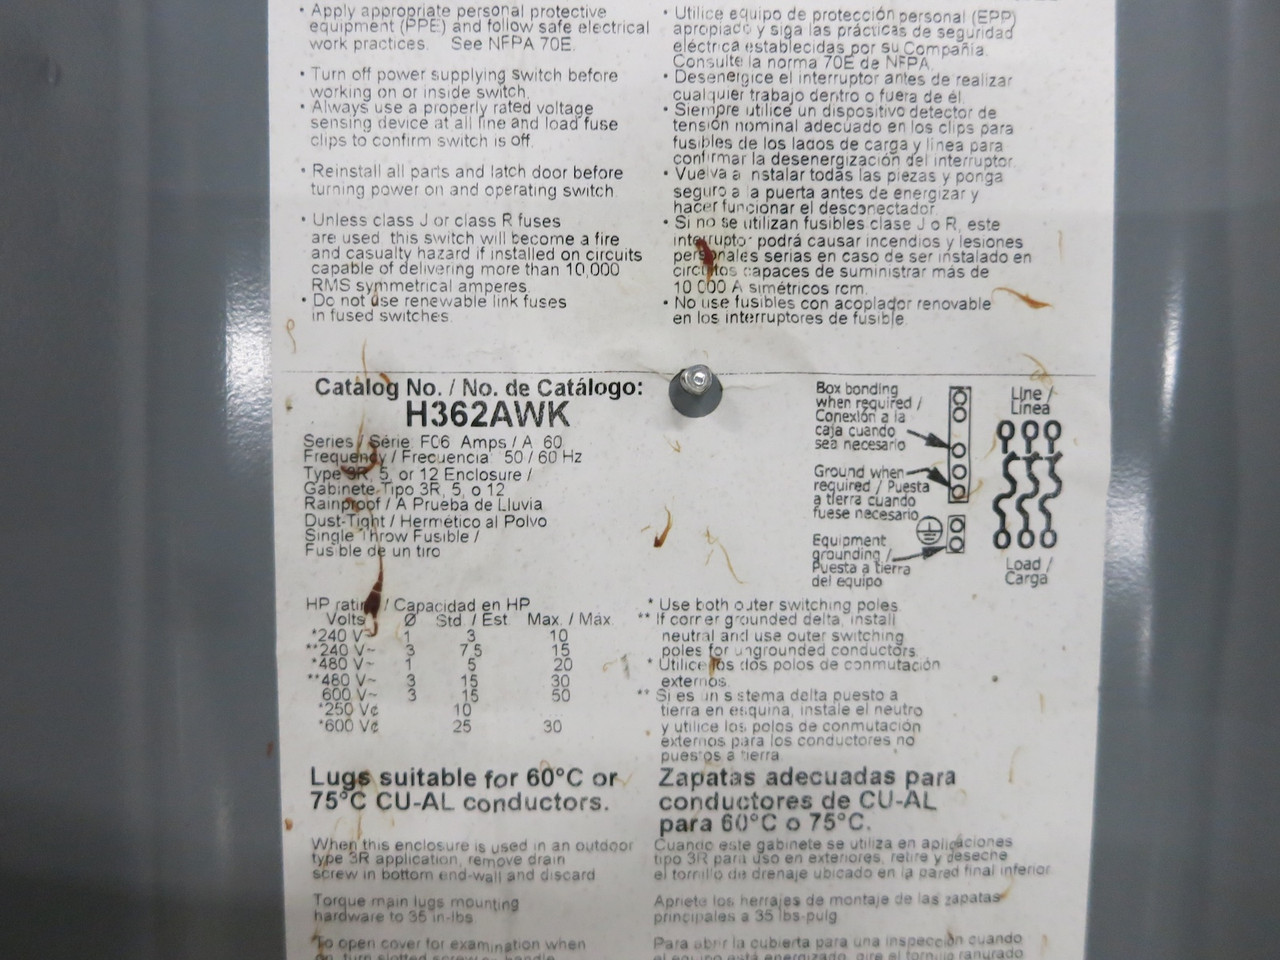 • Apply appropriate personal protective
equipment (PPE) and follow safe electrical
work practices. See NFPA 70E.
• Turn off power supplying switch before
working on or inside switch.
• Always use a properly rated voltage
sensing device at all line and load fuse
clips to confirm switch is off.
• Reinstall all parts and latch door before
turning power on and operating switch.
• Unless class J or class R fuses
are used, this switch will become a fire
and casualty hazard if installed on circuits
capable of delivering more than 10,000
RMS symmetrical amperes.
• Do not use renewable link fuses
in fused switches.
• Utilice equipo de protección personal (EPP)
apropiado y siga las prácticas de seguridad
eléctrica establecidas por su Compañia.
Consulte la norma 70E de NFPA.
• Desenergice el interruptor antes de realizar
cualquier trabajo dentro o fuera de él.
• Siempre utilice un dispositivo detector de
tensión nominal adecuado en los clips para
fusibles de los lados de carga y linea para
confirmar la desenergización del interruptor.
• Vuelva a instalar todas las piezas y ponga
seguro a la puerta antes de energizar y
hacer funcionar el desconectador.
• Si no se utilizan fusibles clase J o R, este
interruptor podrá causar incendios y lesiones
personales serias en caso de ser instalado en
circuitos capaces de suministrar más de
10 000 A simétricos rcm.
• No use fusibles con acoplador renovable
en los interruptores de fusible.
Catalog No. / No. de Catálogo:
H362AWK
Series / Série: F06 Amps / A 60
Frequency / Frecuencia: 50 / 60 Hz
Type 3R, 5, or 12 Enclosure /
Gabinete Tipo 3R, 5, o 12
Rainproof / A Prueba de Lluvia
Dust-Tight / Hermético al Polvo
Single Throw Fusible /
Fusible de un tiro
Box bonding
when required /
Conexión a la
caja cuando
sea necesario
Ground when
required / Puesta
a tierra cuando
fuese necesario
Equipment
grounding /
Puesta a tierra
del equipo
Line /
Línea
Load /
Carga
HP rating / Capacidad en HP
Volts Ø Std. / Est. Max. / Máx.
*240 V~ 1 3 10
**240 V~ 3 7.5 15
*480 V~ 1 5 20
**480 V~ 3 15 30
600 V~ 3 15 50
*250 V¢ 10
*600 V¢ 25 30
* Use both outer switching poles.
** If corner grounded delta, install
neutral and use outer switching
poles for ungrounded conductors.
* Utilice los dos polos de conmutación
externos.
** Si es un sistema delta puesto a
tierra en esquina, instale el neutro
y utilice los polos de conmutación
externos para los conductores no
puestos a tierra.
Lugs suitable for 60°C or
75°C CU-AL conductors.
Zapatas adecuadas para
conductores de CU-AL
para 60°C o 75°C.
When this enclosure is used in an outdoor
type 3R application, remove drain
screw in bottom end-wall and discard
Torque main lugs mounting
hardware to 35 in-lbs
To open cover for examination when
Cuando este gabinete se utiliza en aplicaciones
tipo 3R para uso en exteriores, retire y deseche
el tornillo de drenaje ubicado en la pared final inferior
Apriete los herrajes de montaje de las zapatas
principales a 35 lbs-pulg
Para abrir la cubierta para una inspección cuando